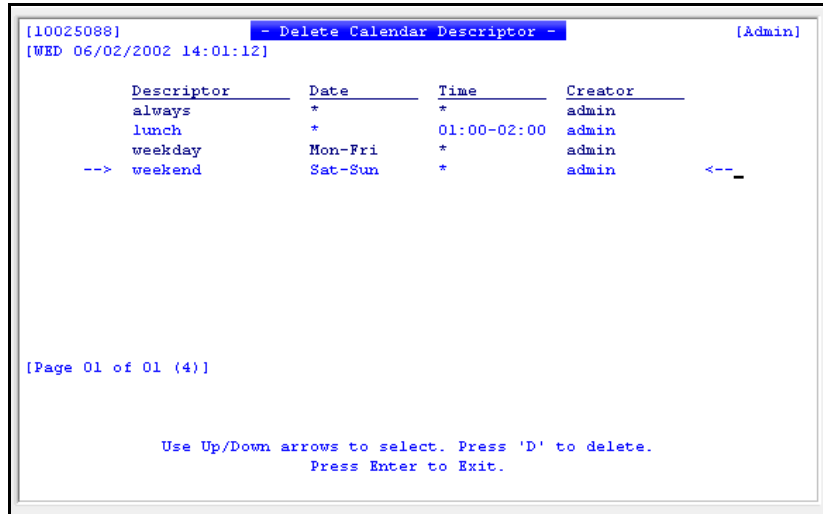 [10025088] - Delete Calendar Descriptor - [Admin]
[WED 06/02/2002 14:01:12]
Descriptor Date Time Creator
always * * admin
lunch * 01:00-02:00 admin
weekday Mon-Fri * admin
--> weekend Sat-Sun * admin <--_
[Page 01 of 01 (4)]
Use Up/Down arrows to select. Press 'D' to delete.
Press Enter to Exit.